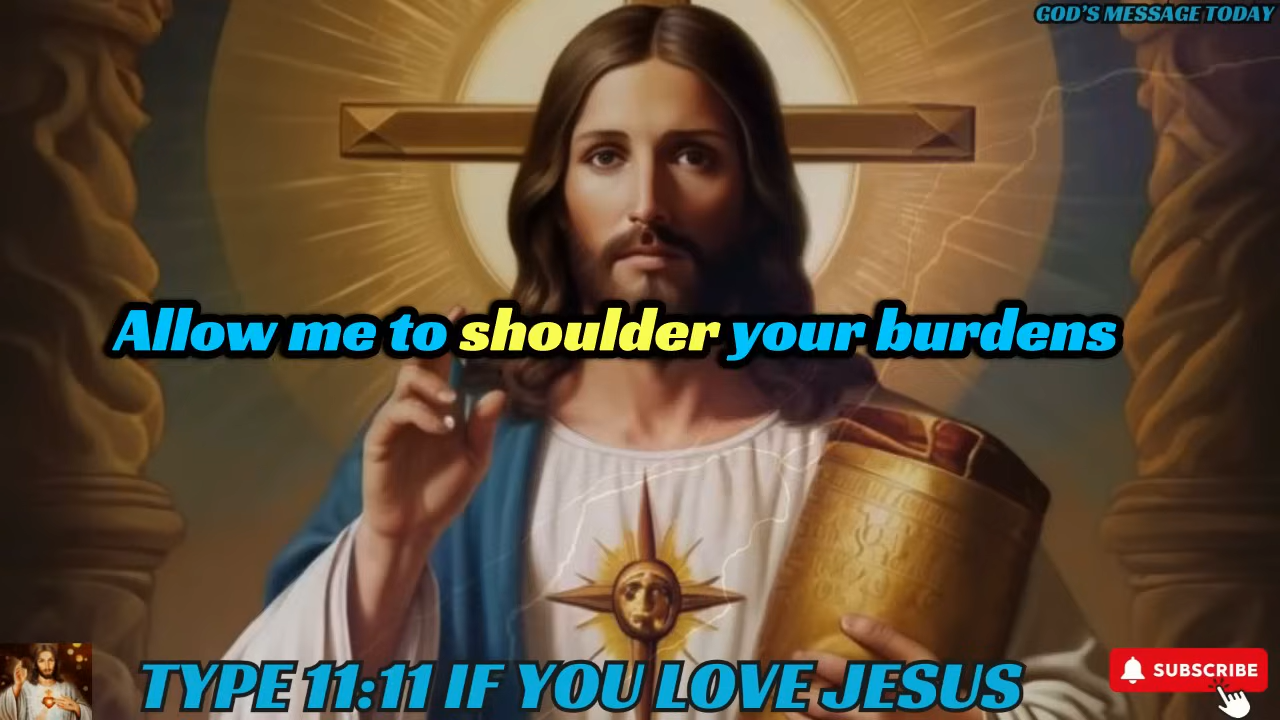 GOD'S MESSAGE TODAY
Allow me to shoulder your burdens
TYPE 11:11 IF YOU LOVE JESUS
SUBSCRIBE